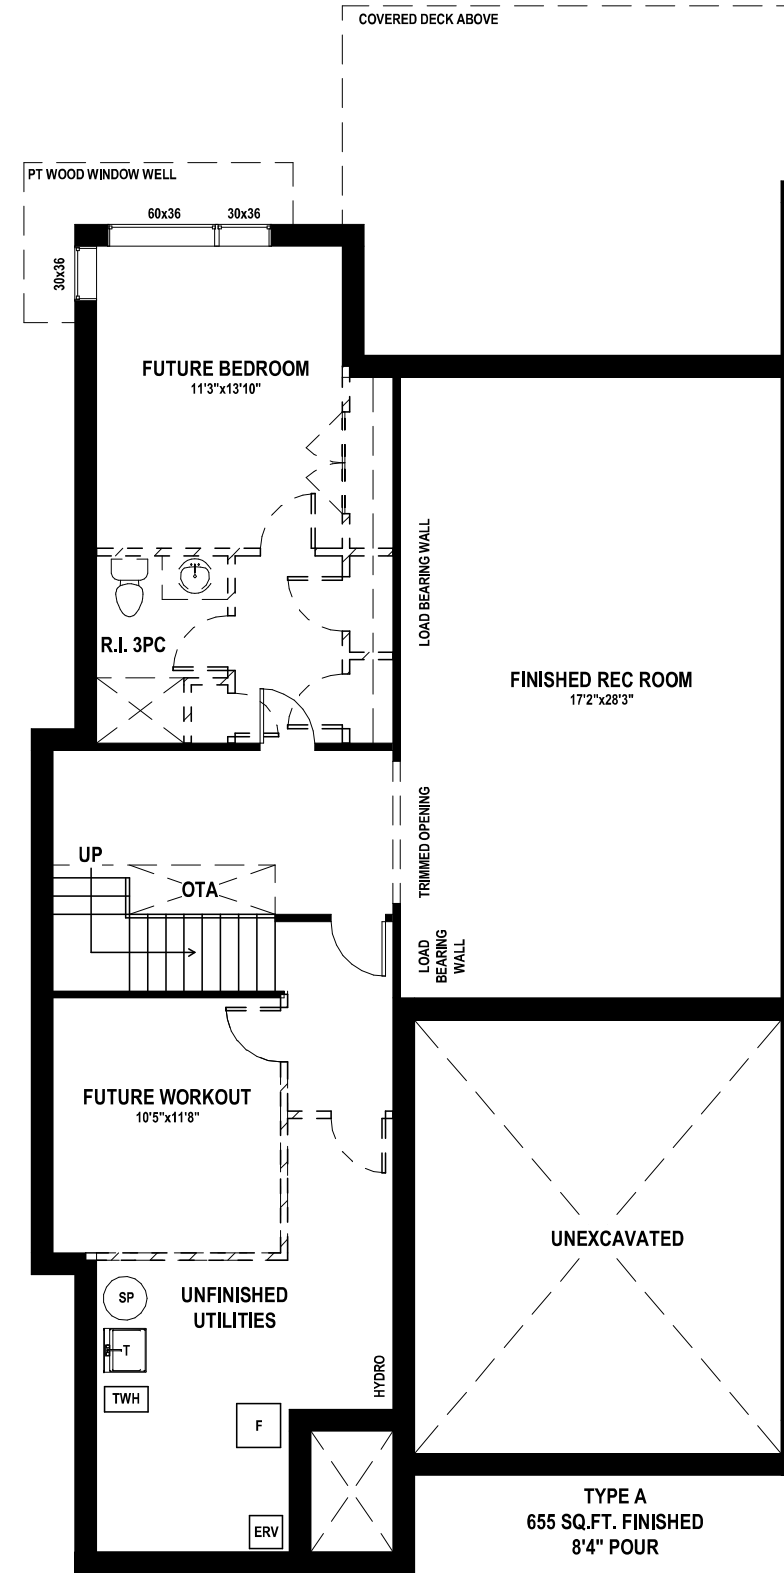 COVERED DECK ABOVE
PT WOOD WINDOW WELL
60x36
30x36
30x36
FUTURE BEDROOM
11'3"x13'10"
LOAD BEARING WALL
R.I. 3PC
FINISHED REC ROOM
17'2"x28'3"
TRIMMED OPENING
UP
OTA
LOAD
BEARING
WALL
FUTURE WORKOUT
10'5"x11'8"
UNEXCAVATED
SP
UNFINISHED
UTILITIES
T
HYDRO
TWH
F
ERV
TYPE A
655 SQ.FT. FINISHED
8'4" POUR